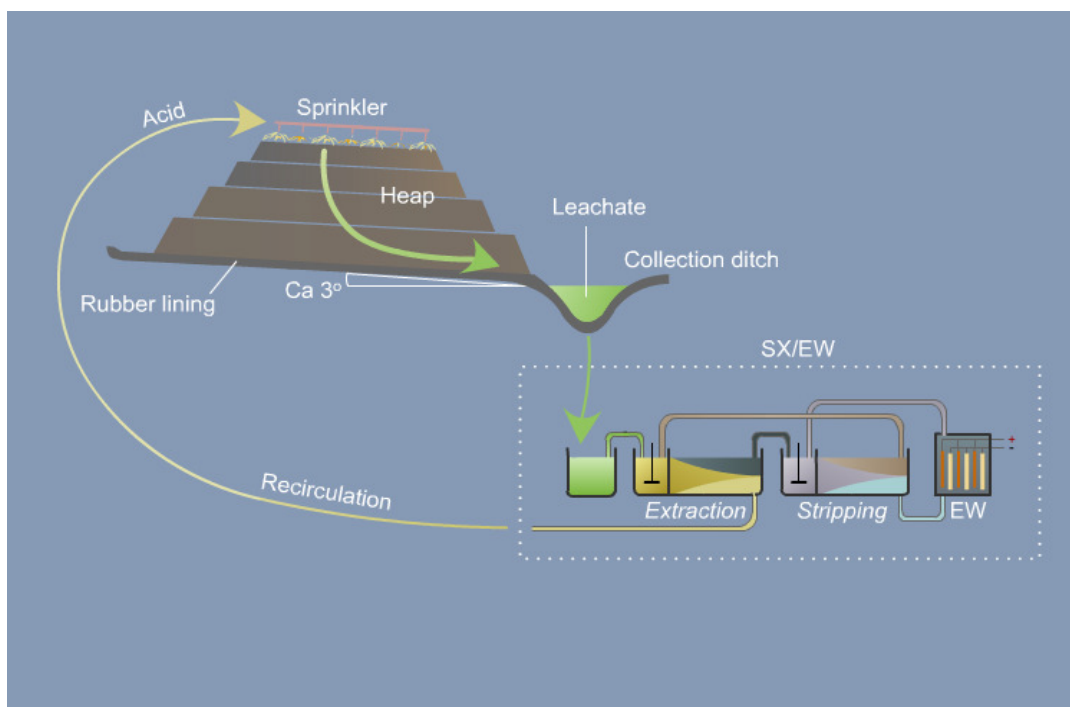 Acid
Sprinkler
Heap
Leachate
Collection ditch
Ca 3°
Rubber lining
SX/EW
+
-
Recirculation
Extraction
Stripping
EW